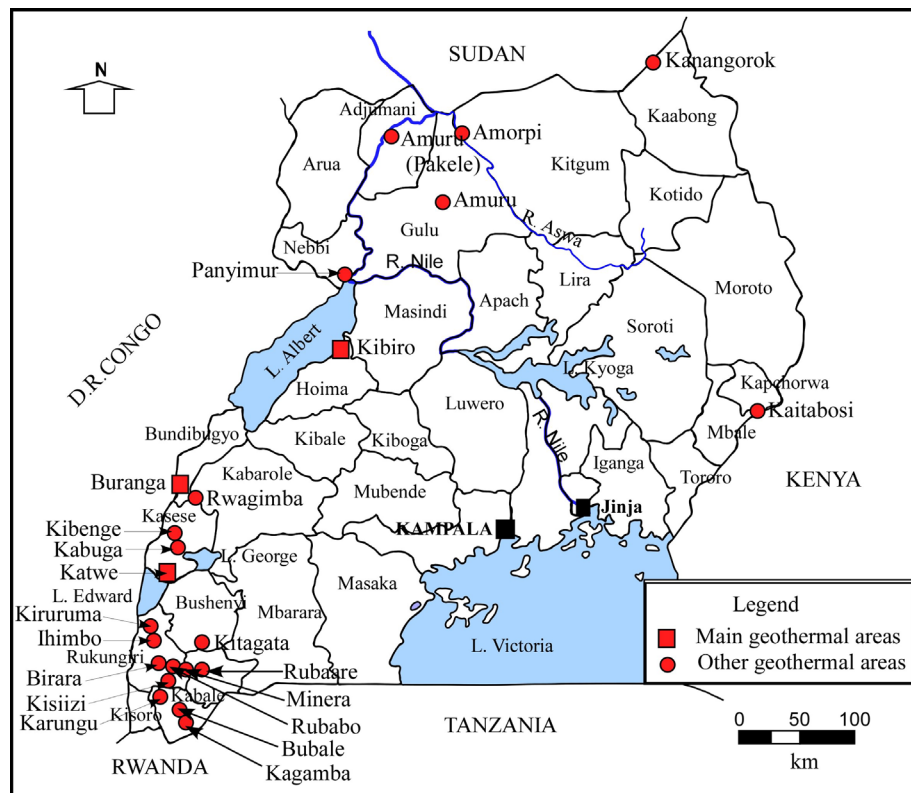 SUDAN
N
Kanangorok
Adjumani
Kaabong
Amuru
(Pakele)
Amorpi
Arua
Kitgum
Kotido
Amuru
R. Aswa
Gulu
Nebbi
R. Nile
Panyimur
Lira
Apach
Moroto
Masindi
Soroti
L. Albert
Kibiro
D.R.CONGO
L. Kyoga
Hoima
Kapchorwa
Luwero
Kaitabosi
Bundibugyo
Kibale
Kiboga
R. Nile
Mbale
Iganga
Kabarole
Tororo
KENYA
Buranga
Rwagimba
Mubende
Kasese
Jinja
Kibenge
KAMPALA
Kabuga
L. George
Katwe
Masaka
L. Edward
Bushenyi
Mbarara
Kiruruma
Legend
Ihimbo
Kitagata
L. Victoria
Main geothermal areas
Rukungiri
Other geothermal areas
Birara
Rubaare
Kisiizi
Kabale
Minera
Karungu
Kisoro
Rubabo
TANZANIA
0 50 100
km
Bubale
RWANDA
Kagamba